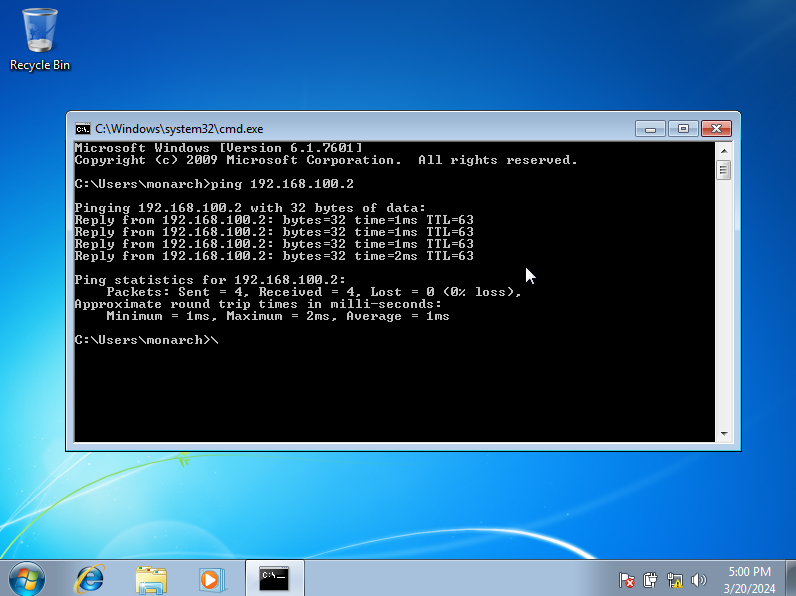 Recycle Bin
C:\Windows\system32\cmd.exe
Microsoft Windows [Version 6.1.7601]
Copyright (c) 2009 Microsoft Corporation.  All rights reserved.
C:\Users\monarch>ping 192.168.100.2
Pinging 192.168.100.2 with 32 bytes of data:
Reply from 192.168.100.2: bytes=32 time=1ms TTL=63
Reply from 192.168.100.2: bytes=32 time=1ms TTL=63
Reply from 192.168.100.2: bytes=32 time=1ms TTL=63
Reply from 192.168.100.2: bytes=32 time=2ms TTL=63
Ping statistics for 192.168.100.2:
    Packets: Sent = 4, Received = 4, Lost = 0 (0% loss),
Approximate round trip times in milli-seconds:
    Minimum = 1ms, Maximum = 2ms, Average = 1ms
C:\Users\monarch>\
5:00 PM
3/20/2024